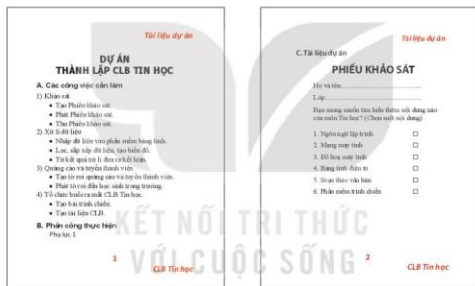 Tài liệu dự án
DỰ ÁN
THÀNH LẬP CLB TIN HỌC
A. Các công việc cần làm
1) Khảo sát
• Tạo Phiếu khảo sát.
• Phát Phiếu khảo sát.
• Thu Phiếu khảo sát.
2) Xử lí dữ liệu
• Nhập dữ liệu vào phần mềm bảng tính.
• Lọc, sắp xếp dữ liệu, tạo biểu đồ.
• Từ kết quả xử lí đưa ra kết luận.
3) Quảng cáo và tuyển thành viên
• Tạo tờ rơi quảng cáo và tuyển thành viên.
• Phát tờ rơi đến học sinh trong trường.
4) Tổ chức buổi ra mắt CLB Tin học.
• Tạo bài trình chiếu.
• Tạo tài liệu CLB.
B. Phân công thực hiện
Phụ lục 1
1
CLB Tin học
Tài liệu dự án
C. Tài liệu dự án
PHIẾU KHẢO SÁT
Họ và tên:
Lớp:
Bạn mong muốn tìm hiểu thêm nội dung nào
của môn Tin học? (Chọn một nội dung)
1. Ngôn ngữ lập trình
2. Mạng máy tính
3. Đồ hoạ máy tính
4. Bảng tính điện tử
5. Soạn thảo văn bản
6. Phần mềm trình chiếu
2
CLB Tin học
KẾT NỐI TRI THỨC
VỚI CUỘC SỐNG